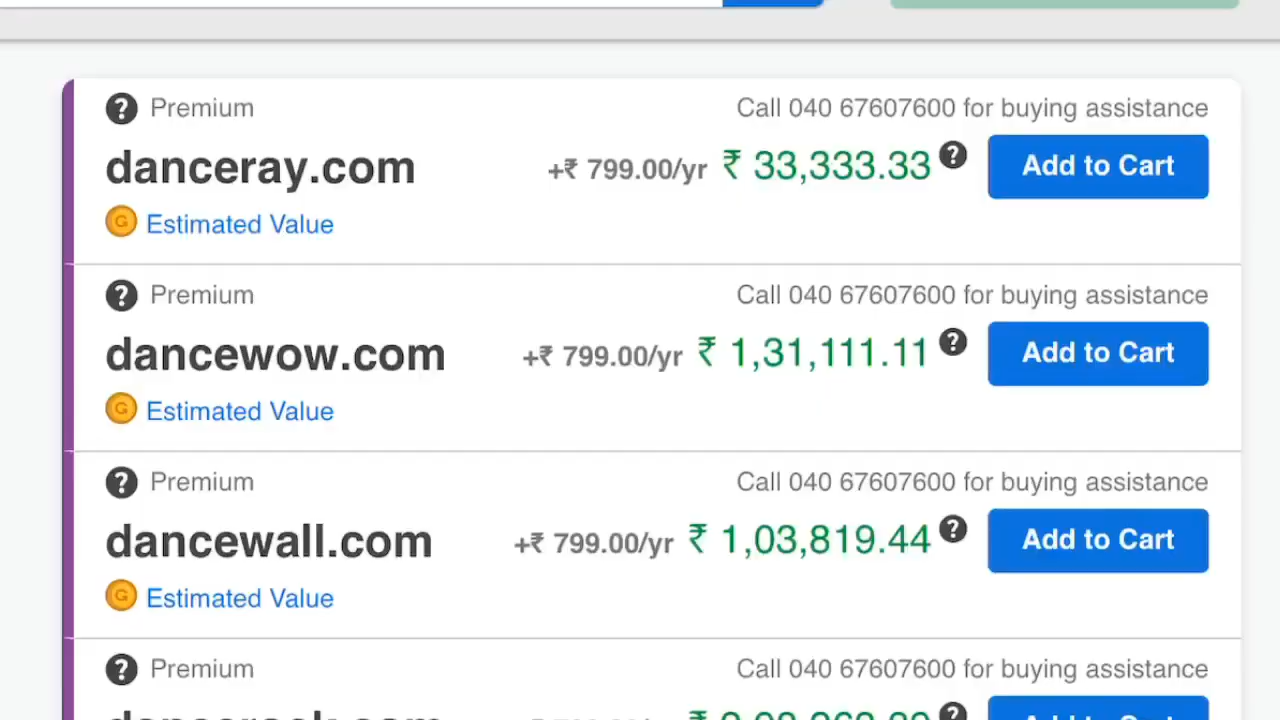 Premium
Call 040 67607600 for buying assistance
danceray.com
+₹ 799.00/yr ₹ 33,333.33
Add to Cart
Estimated Value
Premium
Call 040 67607600 for buying assistance
dancewow.com
+₹ 799.00/yr ₹ 1,31,111.11
Add to Cart
Estimated Value
Premium
Call 040 67607600 for buying assistance
dancewall.com
+₹ 799.00/yr ₹ 1,03,819.44
Add to Cart
Estimated Value
Premium
Call 040 67607600 for buying assistance